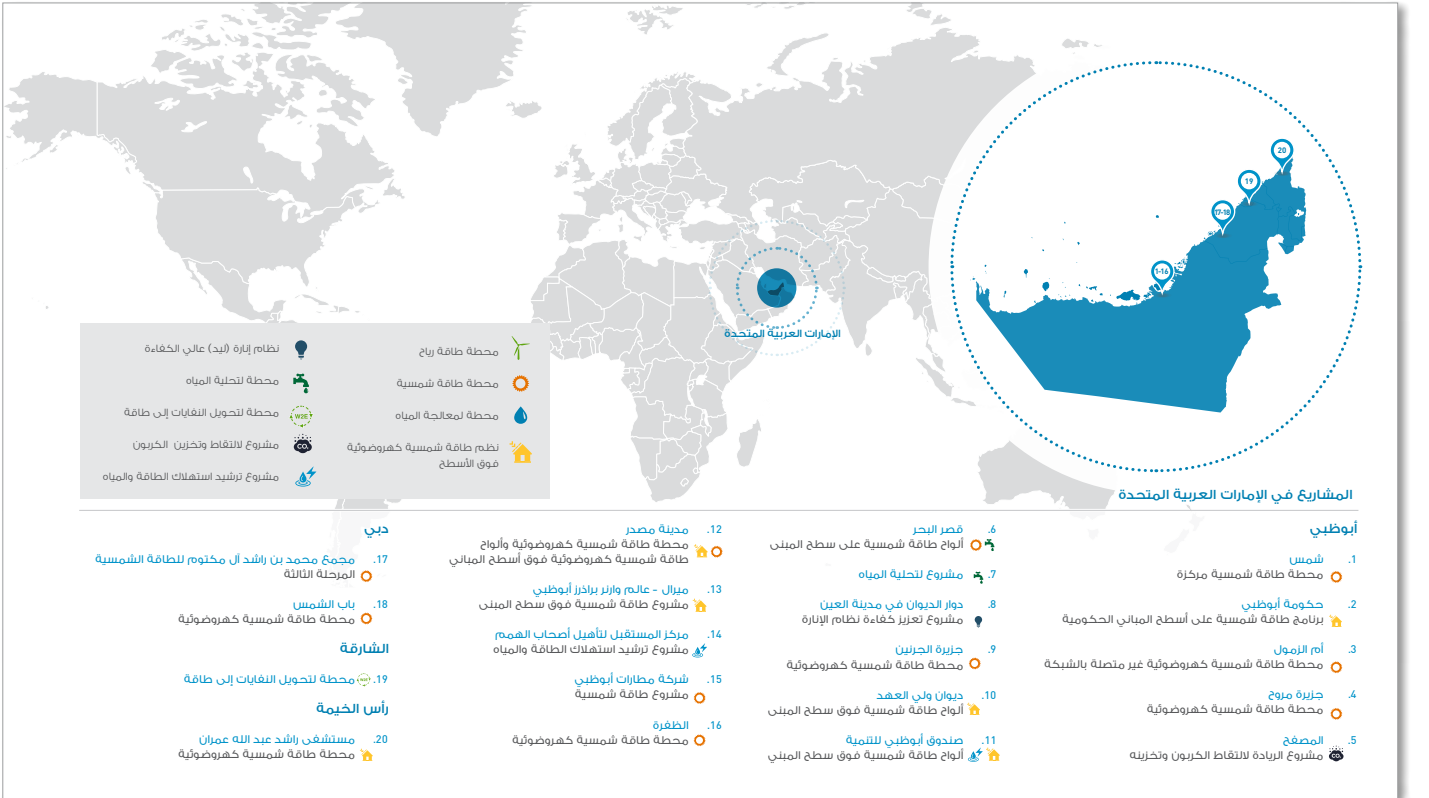 20
19
17-18
1-16
الإمارات العربية المتحدة
محطة طاقة رياح
محطة طاقة شمسية
محطة لمعالجة المياه
نظم طاقة شمسية كهروضوئية
فوق الأسطح
نظام إنارة (ليد) عالي الكفاءة
محطة لتحلية المياه
W2E محطة لتحويل النفايات إلى طاقة
CO₂ مشروع لالتقاط وتخزين الكربون
مشروع ترشيد استهلاك الطاقة والمياه
المشاريع في الإمارات العربية المتحدة
أبوظبي
1. شمس
محطة طاقة شمسية مركزة
2. حكومة أبوظبي
برنامج طاقة شمسية على أسطح المباني الحكومية
3. أم الزمول
محطة طاقة شمسية كهروضوئية غير متصلة بالشبكة
4. جزيرة مروح
محطة طاقة شمسية كهروضوئية
5. المصفح
CO₂ مشروع الريادة لالتقاط الكربون وتخزينه
6. قصر البحر
ألواح طاقة شمسية على سطح المبنى
7. مشروع لتحلية المياه
8. دوار الديوان في مدينة العين
مشروع تعزيز كفاءة نظام الإنارة
9. جزيرة الجرنين
محطة طاقة شمسية كهروضوئية
10. ديوان ولي العهد
ألواح طاقة شمسية فوق سطح المبنى
11. صندوق أبوظبي للتنمية
ألواح طاقة شمسية فوق سطح المبني
12. مدينة مصدر
محطة طاقة شمسية كهروضوئية وألواح
طاقة شمسية كهروضوئية فوق أسطح المباني
13. ميرال - عالم وارنر براذرز أبوظبي
مشروع طاقة شمسية فوق سطح المبنى
14. مركز المستقبل لتأهيل أصحاب الهمم
مشروع ترشيد استهلاك الطاقة والمياه
15. شركة مطارات أبوظبي
مشروع طاقة شمسية
16. الظفرة
محطة طاقة شمسية كهروضوئية
دبي
17. مجمع محمد بن راشد آل مكتوم للطاقة الشمسية
المرحلة الثالثة
18. باب الشمس
محطة طاقة شمسية كهروضوئية
الشارقة
19. W2E محطة لتحويل النفايات إلى طاقة
رأس الخيمة
20. مستشفى راشد عبد الله عمران
محطة طاقة شمسية كهروضوئية